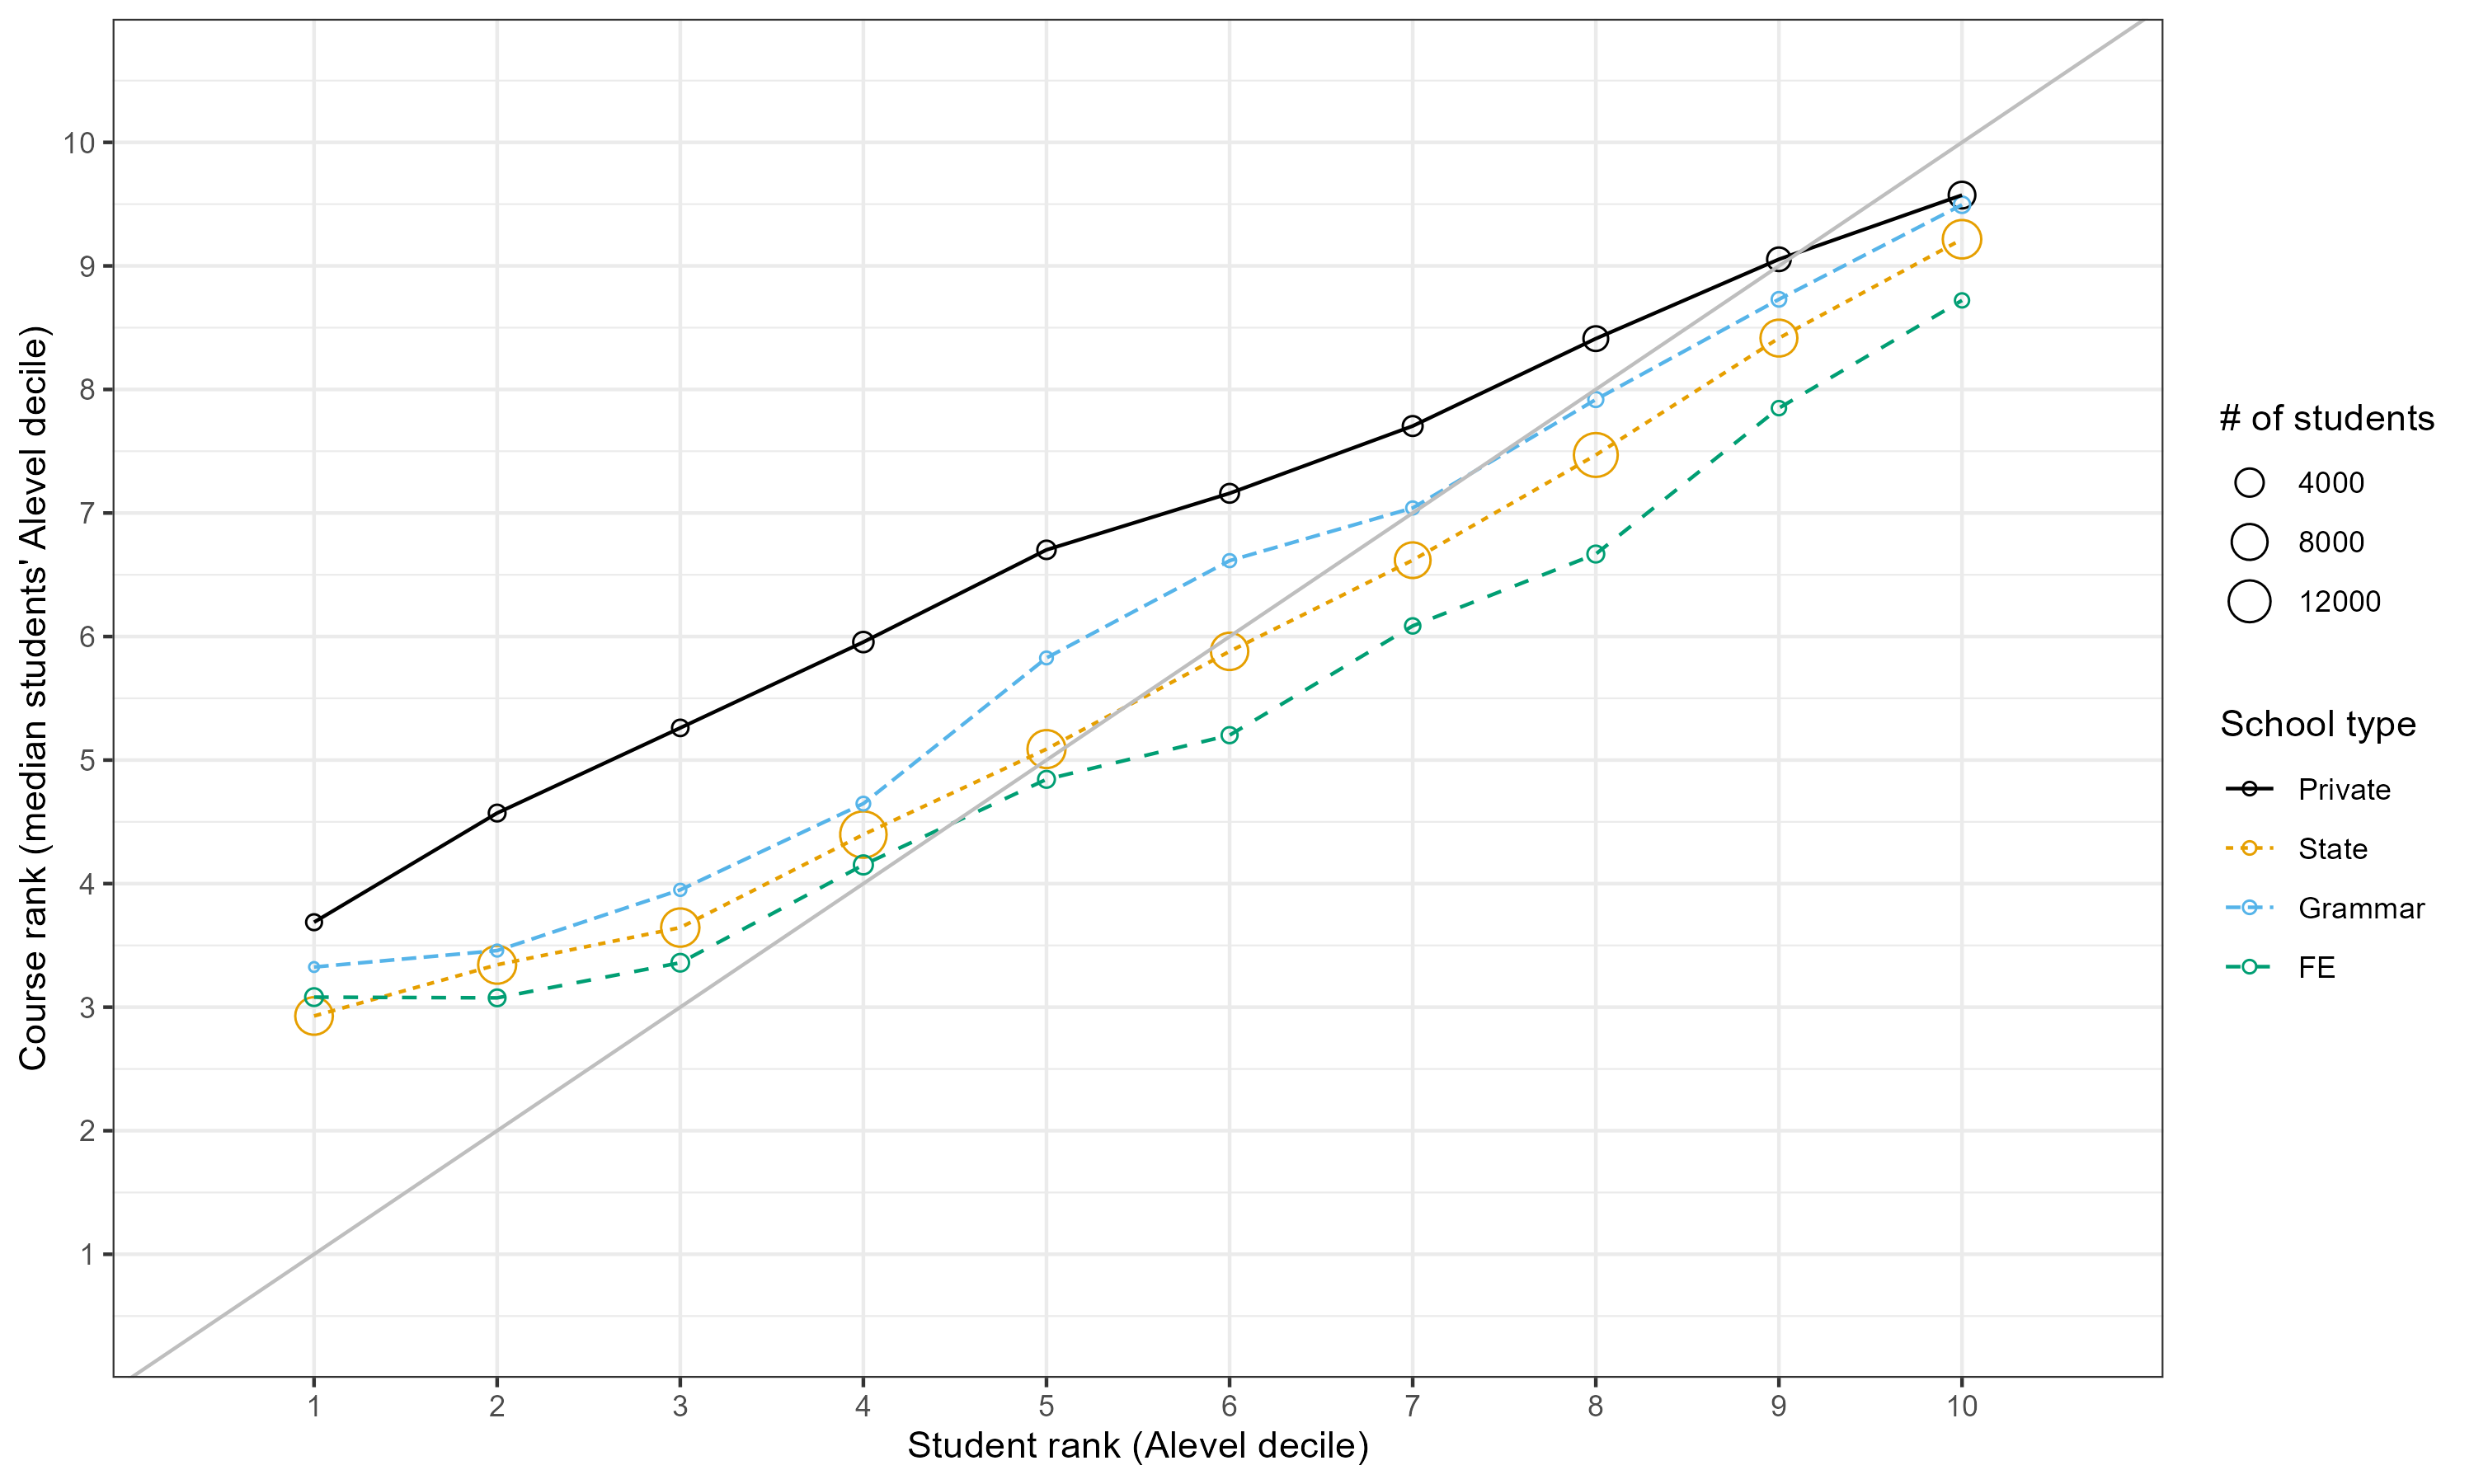 Course rank (median students' Alevel decile)
10
9
8
7
6
5
4
3
2
1
1 2 3 4 5 6 7 8 9 10
Student rank (Alevel decile)
# of students
4000
8000
12000
School type
Private
State
Grammar
FE